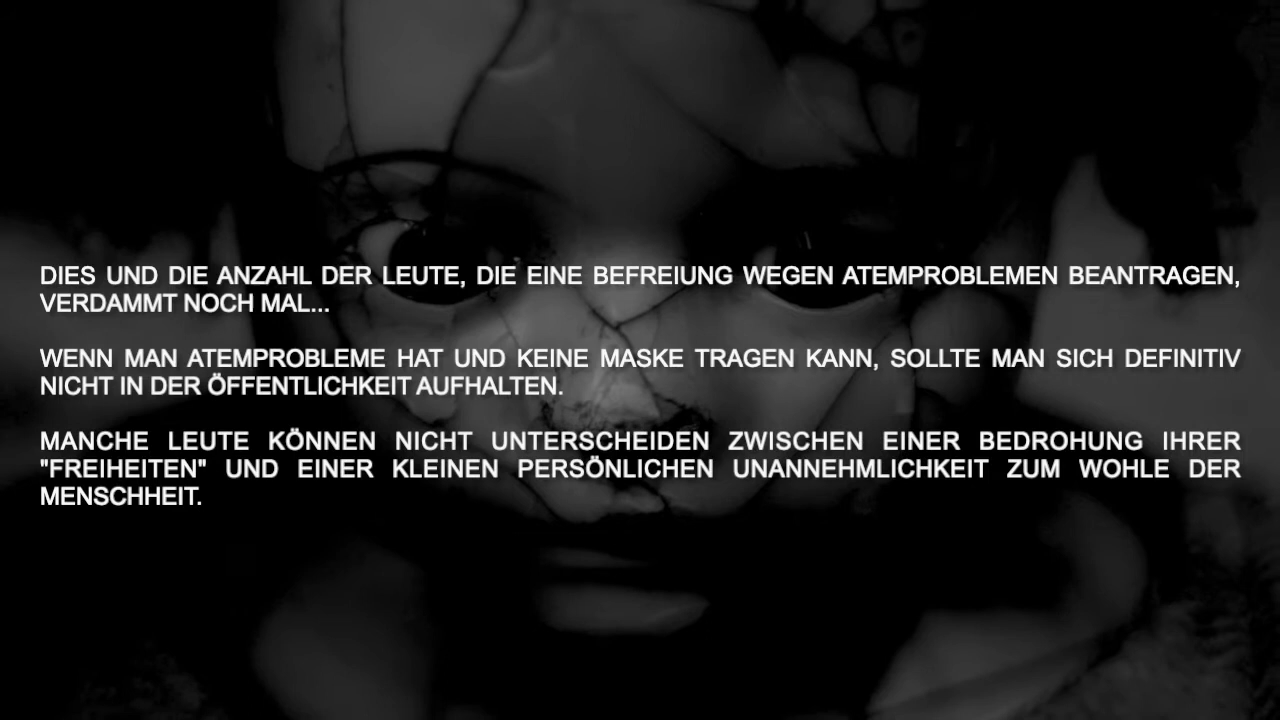 DIES UND DIE ANZAHL DER LEUTE, DIE EINE BEFREIUNG WEGEN ATEMPROBLEMEN BEANTRAGEN,
VERDAMMT NOCH MAL...
WENN MAN ATEMPROBLEME HAT UND KEINE MASKE TRAGEN KANN, SOLLTE MAN SICH DEFINITIV
NICHT IN DER ÖFFENTLICHKEIT AUFHALTEN.
MANCHE LEUTE KÖNNEN NICHT UNTERSCHEIDEN ZWISCHEN EINER BEDROHUNG IHRER
"FREIHEITEN" UND EINER KLEINEN PERSÖNLICHEN UNANNEHMLICHKEIT ZUM WOHLE DER
MENSCHHEIT.